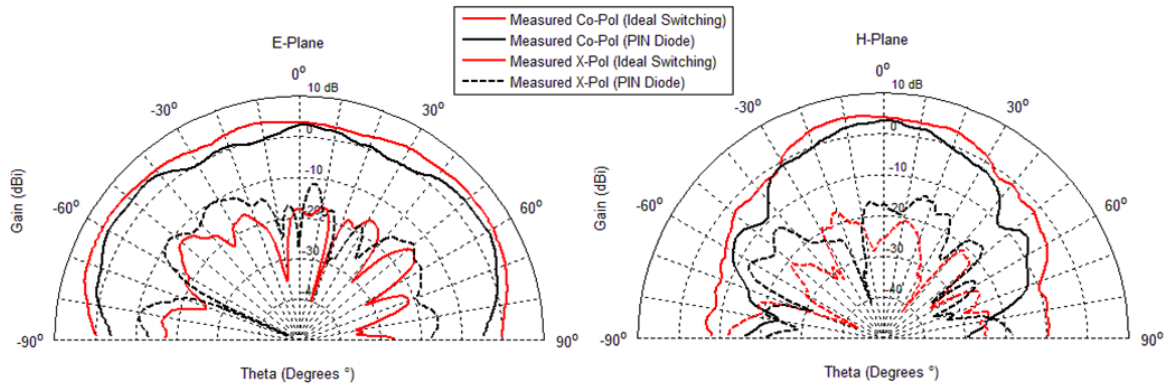 Measured Co-Pol (Ideal Switching)
Measured Co-Pol (PIN Diode)
Measured X-Pol (Ideal Switching)
Measured X-Pol (PIN Diode)
E-Plane
0°
10 dB
-30°
30°
0
-10
-60°
60°
-20
-30
-40
-90°
90°
Gain (dBi)
Theta (Degrees °)
H-Plane
0°
10 dB
-30°
30°
0
-10
-60°
60°
-20
-30
-40
-90°
90°
Gain (dBi)
Theta (Degrees °)